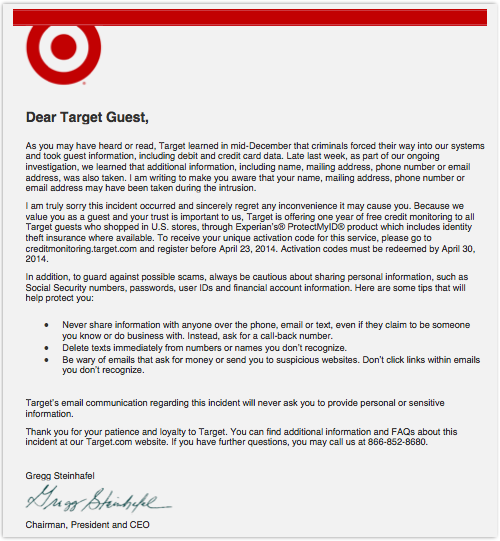 Dear Target Guest,
As you may have heard or read, Target learned in mid-December that criminals forced their way into our systems
and took guest information, including debit and credit card data. Late last week, as part of our ongoing
investigation, we learned that additional information, including name, mailing address, phone number or email
address, was also taken. I am writing to make you aware that your name, mailing address, phone number or
email address may have been taken during the intrusion.
I am truly sorry this incident occurred and sincerely regret any inconvenience it may cause you. Because we
value you as a guest and your trust is important to us, Target is offering one year of free credit monitoring to all
Target guests who shopped in U.S. stores, through Experian's® ProtectMyID® product which includes identity
theft insurance where available. To receive your unique activation code for this service, please go to
creditmonitoring.target.com and register before April 23, 2014. Activation codes must be redeemed by April 30,
2014.
In addition, to guard against possible scams, always be cautious about sharing personal information, such as
Social Security numbers, passwords, user IDs and financial account information. Here are some tips that will
help protect you:
• Never share information with anyone over the phone, email or text, even if they claim to be someone
you know or do business with. Instead, ask for a call-back number.
• Delete texts immediately from numbers or names you don't recognize.
• Be wary of emails that ask for money or send you to suspicious websites. Don't click links within emails
you don't recognize.
Target's email communication regarding this incident will never ask you to provide personal or sensitive
information.
Thank you for your patience and loyalty to Target. You can find additional information and FAQs about this
incident at our Target.com website. If you have further questions, you may call us at 866-852-8680.
Gregg Steinhafel
Gregg Steinhafel
Chairman, President and CEO